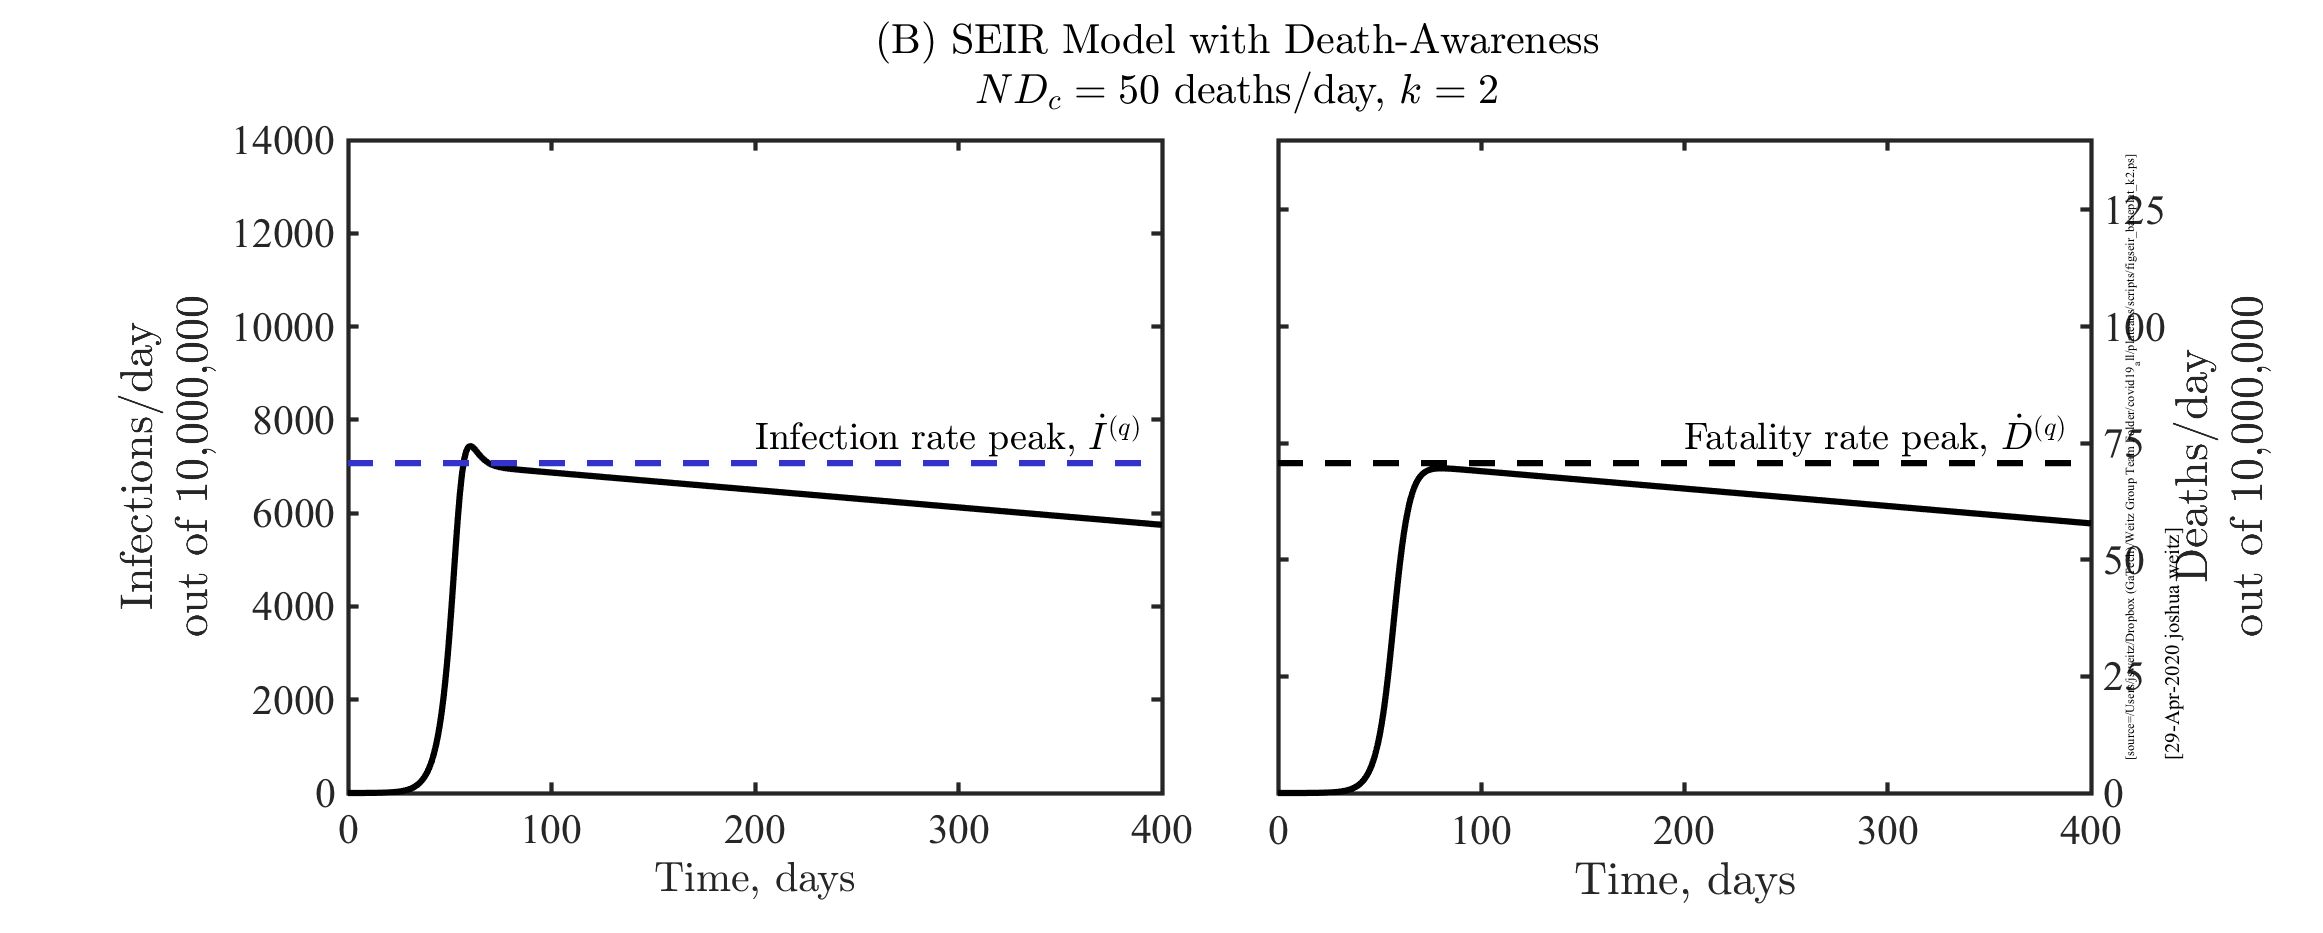 (B) SEIR Model with Death-Awareness
ND_c = 50 deaths/day, k = 2
14000
12000
10000
8000
6000
4000
2000
0
Infections/day
out of 10,000,000
Infection rate peak, İ^(q)
0 100 200 300 400
Time, days
Fatality rate peak, Ḋ^(q)
125
100
75
50
25
0
Deaths/day
out of 10,000,000
0 100 200 300 400
Time, days
[29-Apr-2020 joshua weitz]